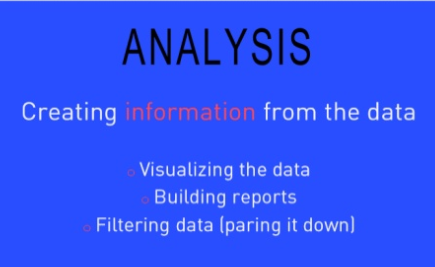 ANALYSIS
Creating information from the data
Visualizing the data
Building reports
Filtering data (paring it down)